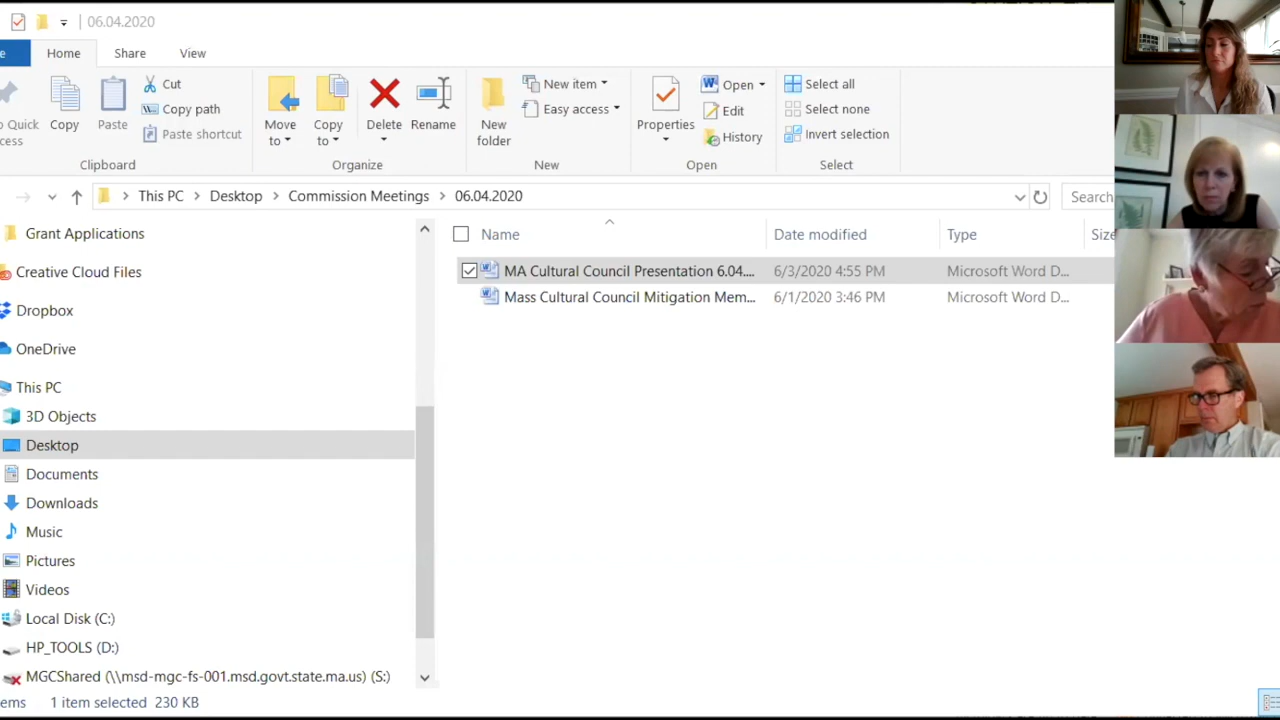 06.04.2020
Home Share View
Copy
Paste
Cut
Copy path
Paste shortcut
Clipboard
Move to
Copy to
Delete
Rename
Organize
New folder
New item
Easy access
New
Properties
Open
Edit
History
Open
Select all
Select none
Invert selection
Select
This PC > Desktop > Commission Meetings > 06.04.2020
Search
Name Date modified Type
MA Cultural Council Presentation 6.04.... 6/3/2020 4:55 PM Microsoft Word D...
Mass Cultural Council Mitigation Mem... 6/1/2020 3:46 PM Microsoft Word D...
Grant Applications
Creative Cloud Files
Dropbox
OneDrive
This PC
3D Objects
Desktop
Documents
Downloads
Music
Pictures
Videos
Local Disk (C:)
HP_TOOLS (D:)
MGCShared (\\msd-mgc-fs-001.msd.govt.state.ma.us) (S:)
1 item selected 230 KB